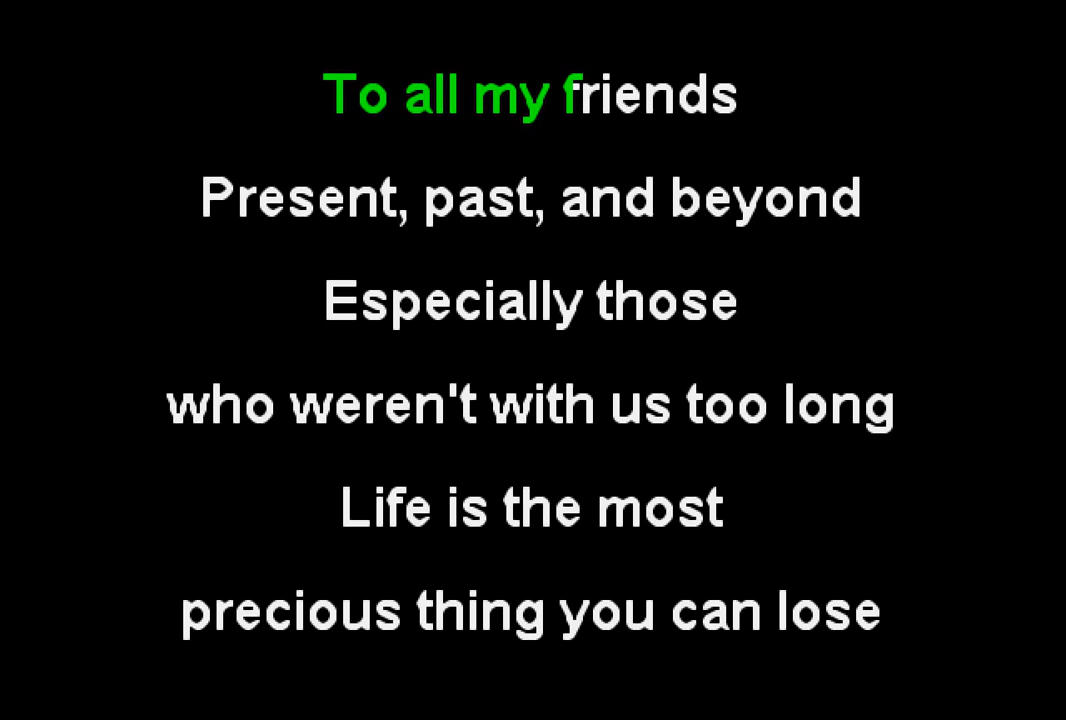 To all my friends
Present, past, and beyond
Especially those
who weren't with us too long
Life is the most
precious thing you can lose